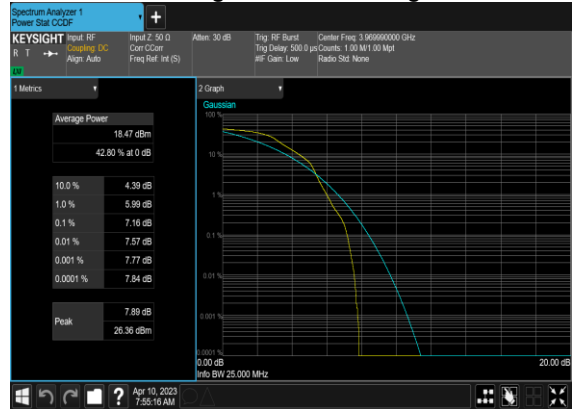 Spectrum Analyzer 1
Power Stat CCDF
KEYSIGHT
R T
Input: RF
Coupling: DC
Align: Auto
Input Z: 50 Ω
Corr CCorr
Freq Ref: Int (S)
Atten: 30 dB
Trig: RF Burst
Trig Delay: 500.0 µs
#IF Gain: Low
Center Freq: 3.969990000 GHz
Counts: 1.00 M/1.00 Mpt
Radio Std: None
1 Metrics
Average Power
18.47 dBm
42.80 % at 0 dB
10.0 % 4.39 dB
1.0 % 5.99 dB
0.1 % 7.16 dB
0.01 % 7.57 dB
0.001 % 7.77 dB
0.0001 % 7.84 dB
Peak
7.89 dB
26.36 dBm
2 Graph
Gaussian
100 %
10 %
1 %
0.1 %
0.01 %
0.001 %
0.0001 %
0.00 dB 20.00 dB
Info BW 25.000 MHz
?
Apr 10, 2023
7:55:16 AM